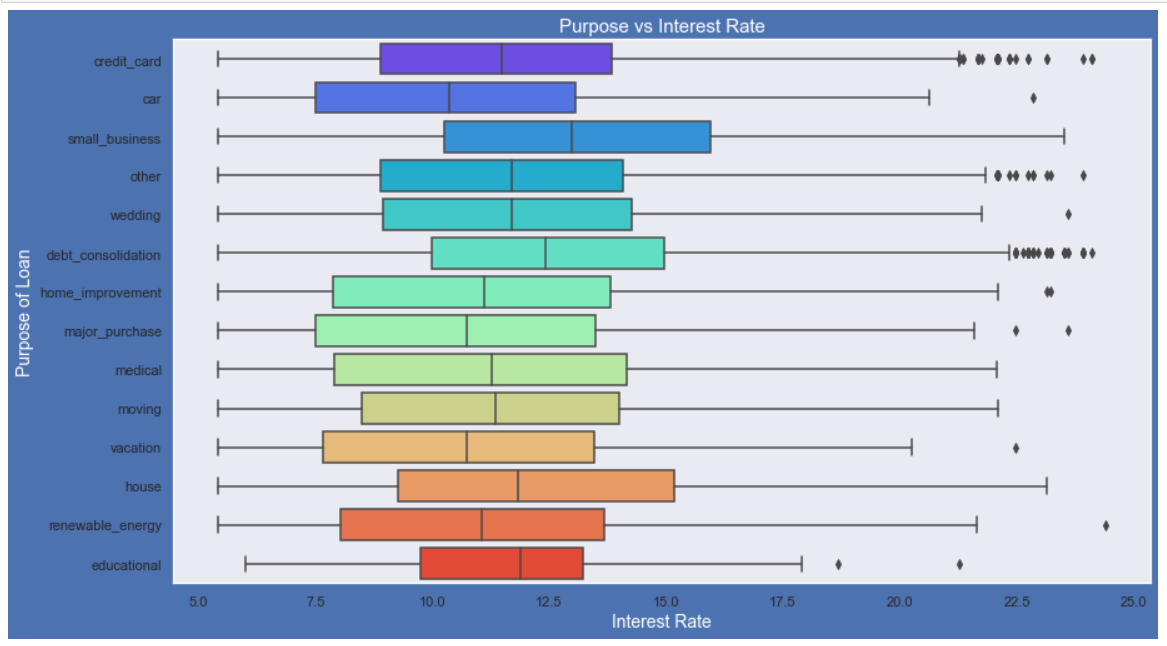 Purpose vs Interest Rate
credit_card
car
small_business
other
wedding
debt_consolidation
home_improvement
major_purchase
medical
moving
vacation
house
renewable_energy
educational
Purpose of Loan
5.0 7.5 10.0 12.5 15.0 17.5 20.0 22.5 25.0
Interest Rate